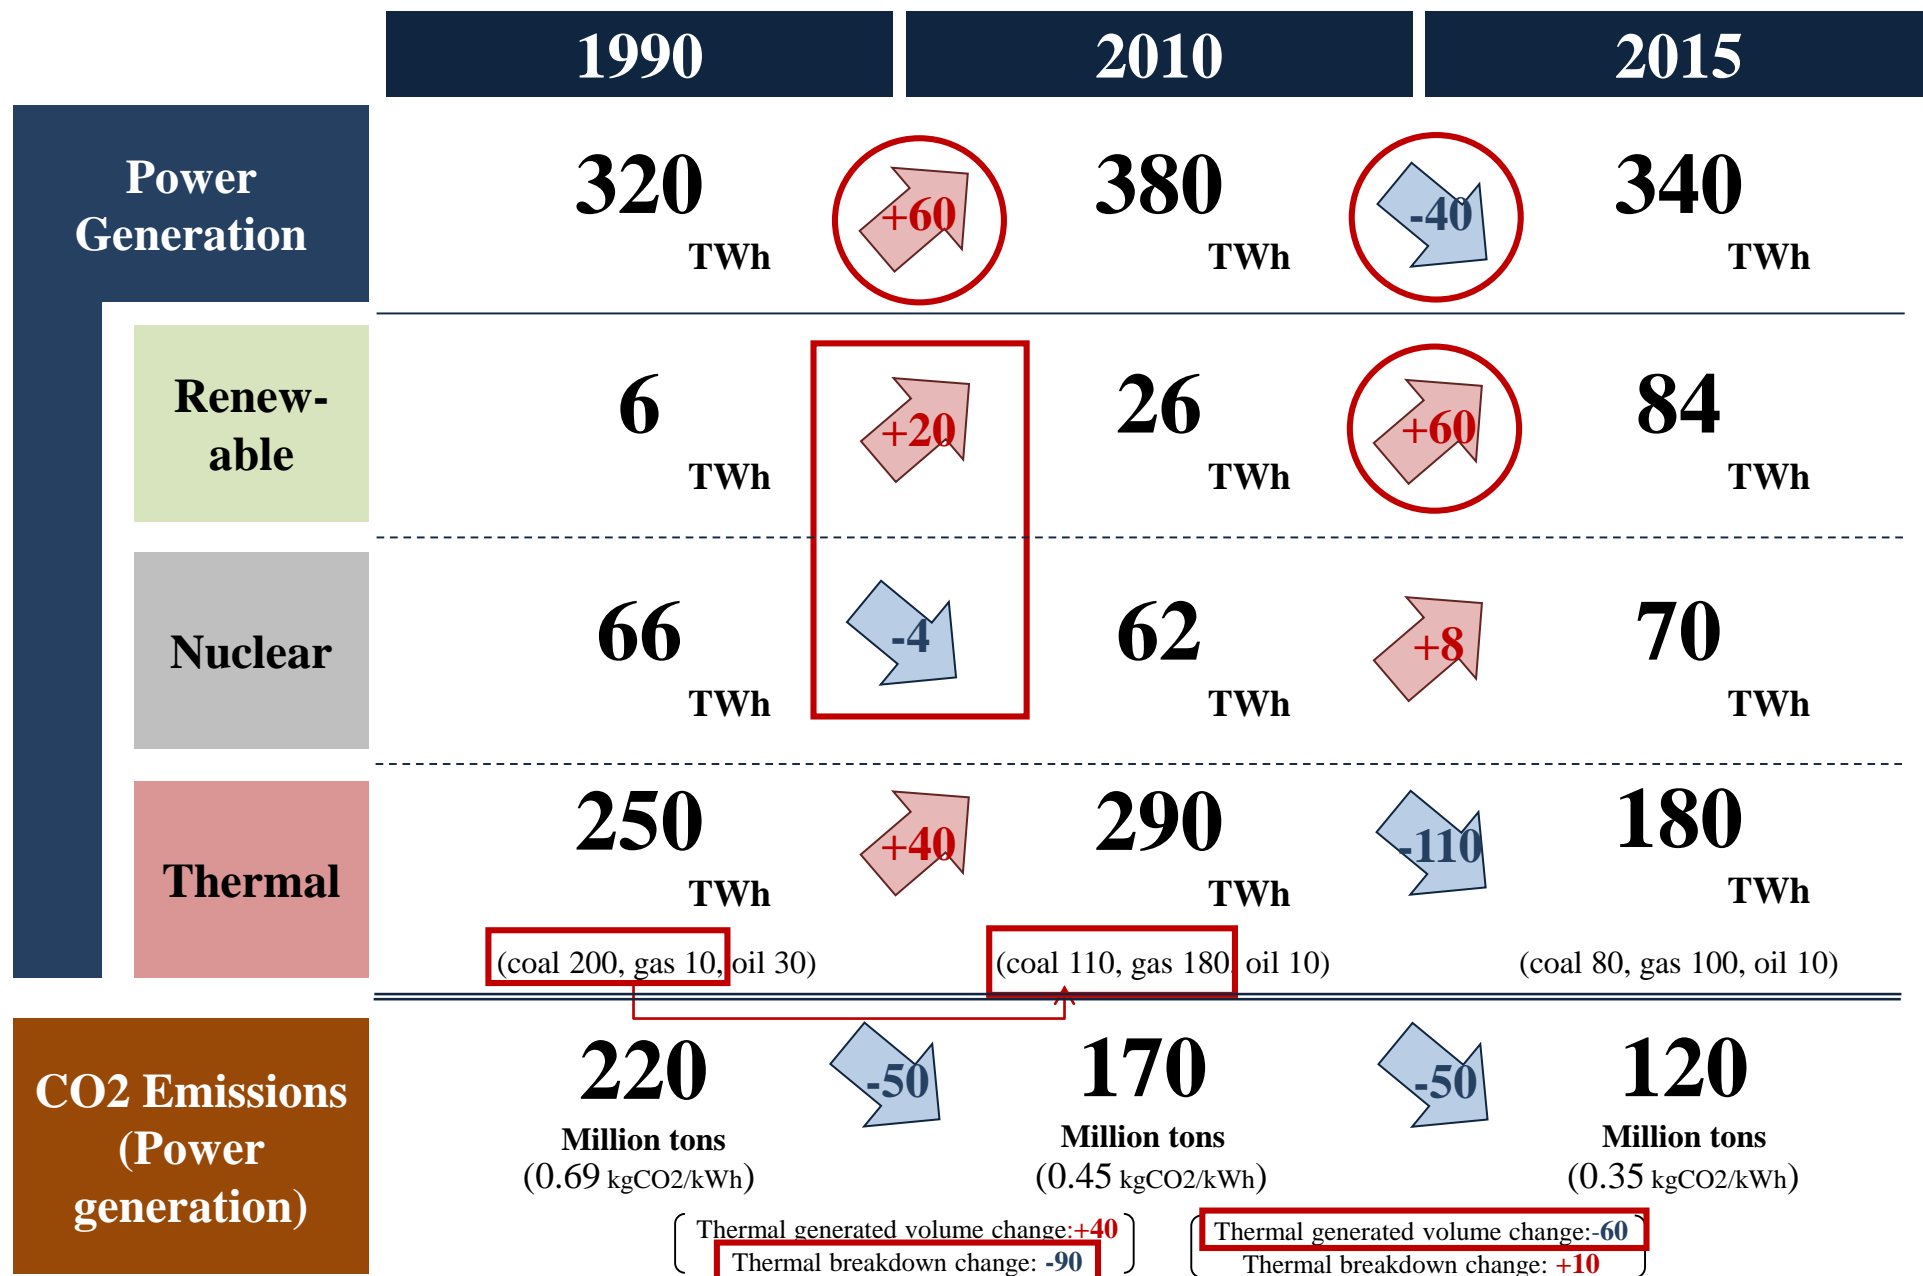 1990
2010
2015
Power
Generation
320
TWh
+60
380
TWh
-40
340
TWh
Renew-
able
6
TWh
+20
26
TWh
+60
84
TWh
Nuclear
66
TWh
-4
62
TWh
+8
70
TWh
Thermal
250
TWh
+40
290
TWh
-110
180
TWh
(coal 200, gas 10, oil 30)
(coal 110, gas 180, oil 10)
(coal 80, gas 100, oil 10)
CO2 Emissions
(Power
generation)
220
Million tons
(0.69 kgCO2/kWh)
-50
170
Million tons
(0.45 kgCO2/kWh)
-50
120
Million tons
(0.35 kgCO2/kWh)
Thermal generated volume change:+40
Thermal breakdown change: -90
Thermal generated volume change:-60
Thermal breakdown change: +10